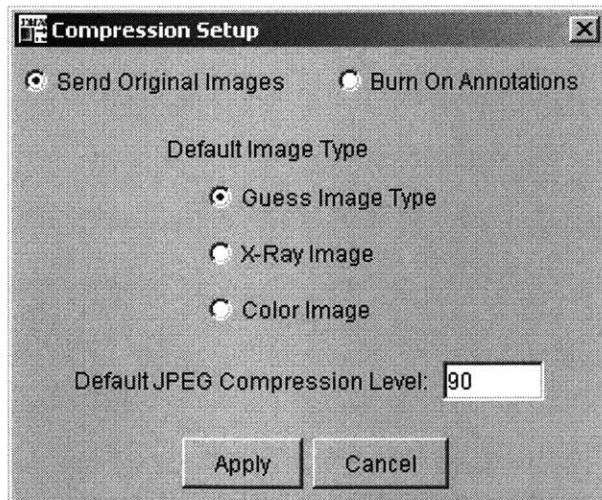 Compression Setup
Send Original Images Burn On Annotations
Default Image Type
Guess Image Type
X-Ray Image
Color Image
Default JPEG Compression Level: 90
Apply Cancel